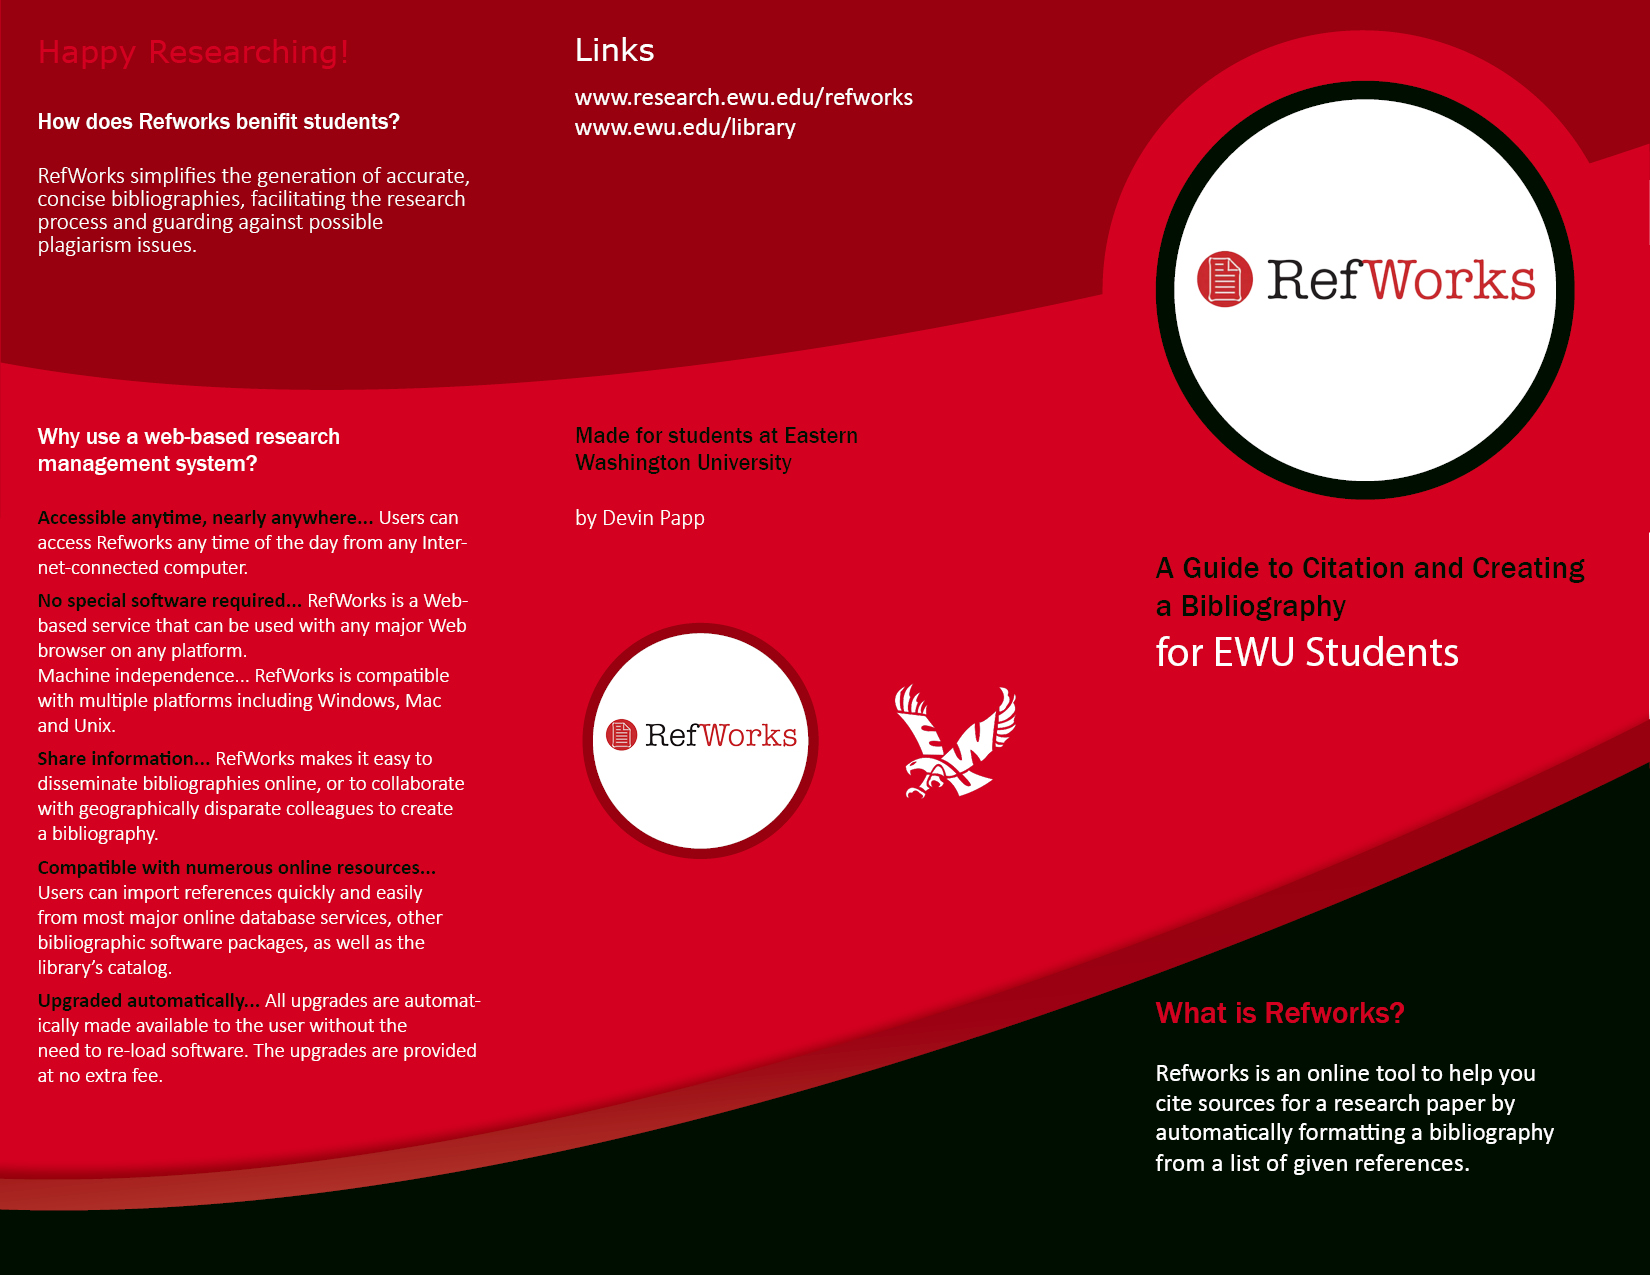 Happy Researching!
How does Refworks benifit students?
RefWorks simplifies the generation of accurate,
concise bibliographies, facilitating the research
process and guarding against possible
plagiarism issues.
Why use a web-based research
management system?
Accessible anytime, nearly anywhere... Users can
access Refworks any time of the day from any Inter-
net-connected computer.
No special software required... RefWorks is a Web-
based service that can be used with any major Web
browser on any platform.
Machine independence... RefWorks is compatible
with multiple platforms including Windows, Mac
and Unix.
Share information... RefWorks makes it easy to
disseminate bibliographies online, or to collaborate
with geographically disparate colleagues to create
a bibliography.
Compatible with numerous online resources...
Users can import references quickly and easily
from most major online database services, other
bibliographic software packages, as well as the
library’s catalog.
Upgraded automatically... All upgrades are automat-
ically made available to the user without the
need to re-load software. The upgrades are provided
at no extra fee.
Links
www.research.ewu.edu/refworks
www.ewu.edu/library
Made for students at Eastern
Washington University
by Devin Papp
RefWorks
EWU
RefWorks
A Guide to Citation and Creating
a Bibliography
for EWU Students
What is Refworks?
Refworks is an online tool to help you
cite sources for a research paper by
automatically formatting a bibliography
from a list of given references.